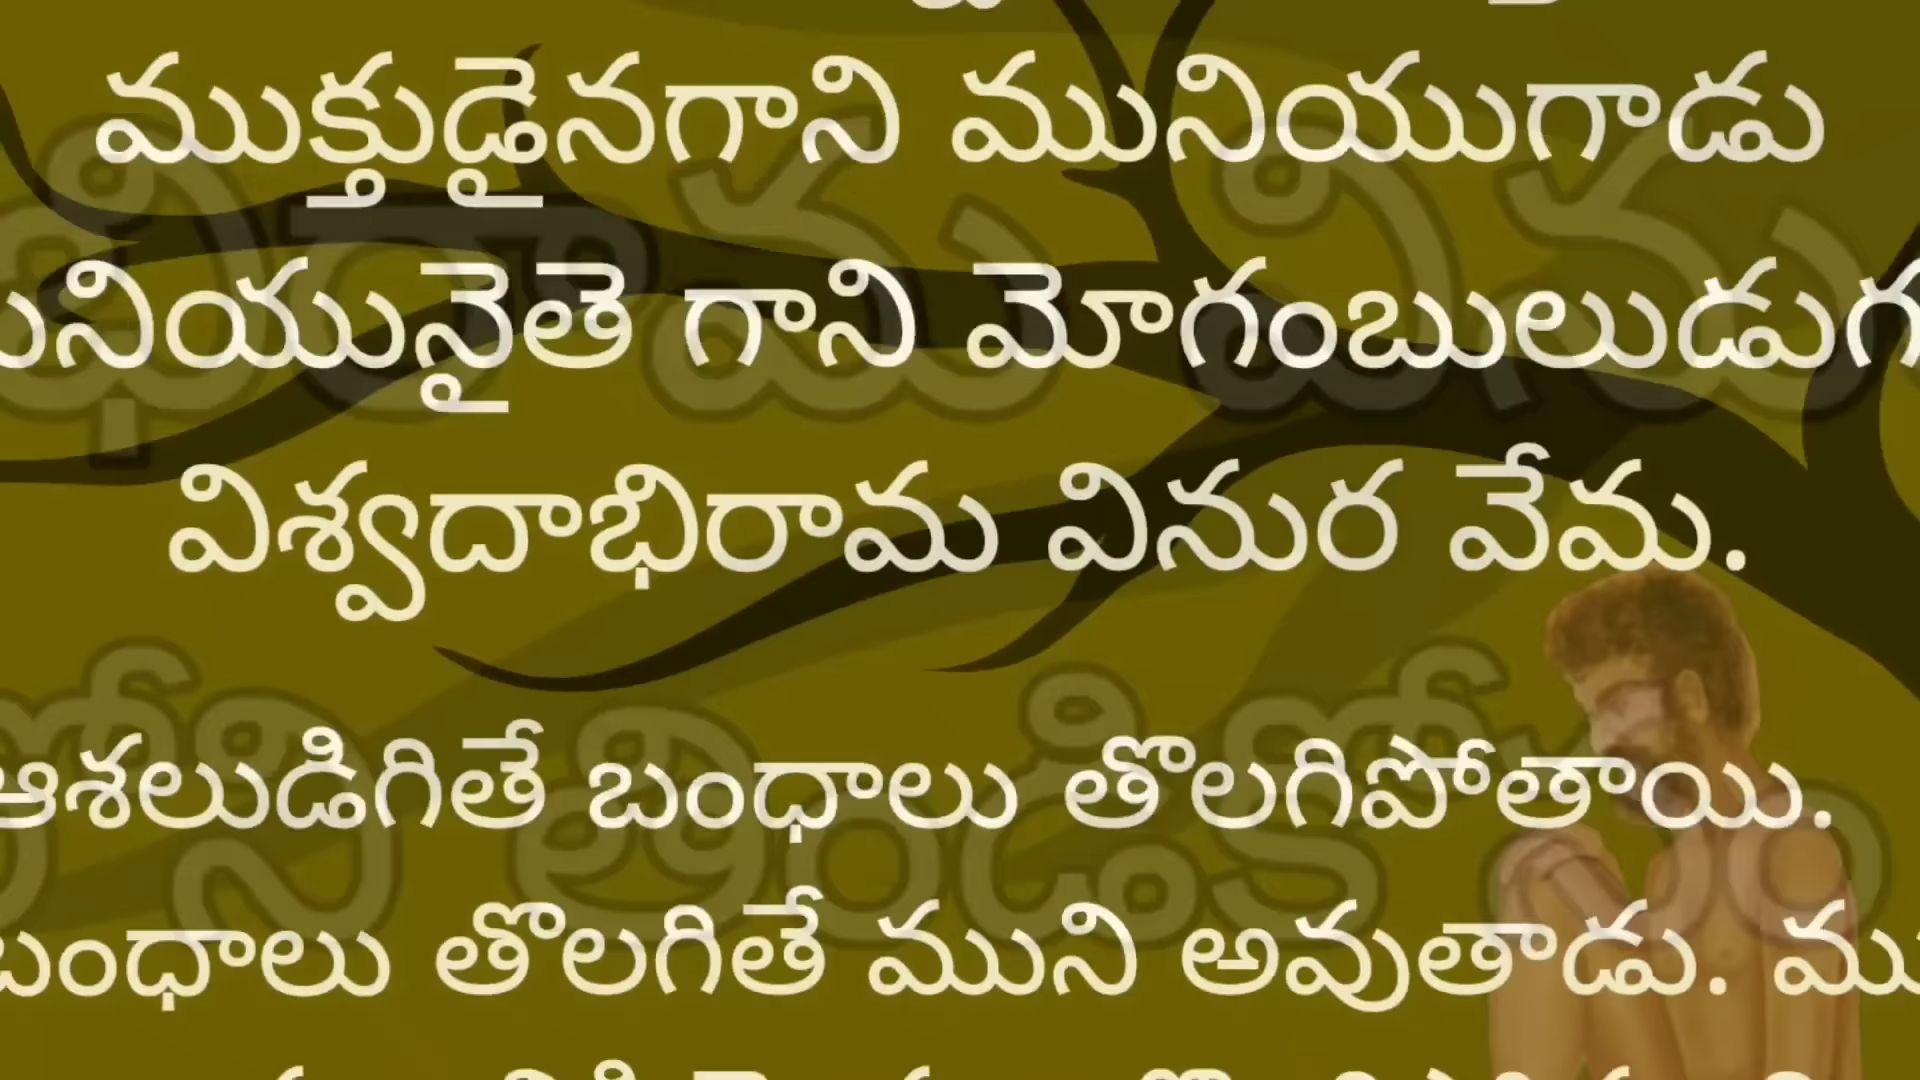 ముక్తుడైనగాని మునియుగాడు
మునియునైతె గాని మోగంబులుడుగ
విశ్వదాభిరామ వినుర వేమ.
ఆశలుడిగితే బంధాలు తొలగిపోతాయి.
బంధాలు తొలగితే ముని అవుతాడు. ము